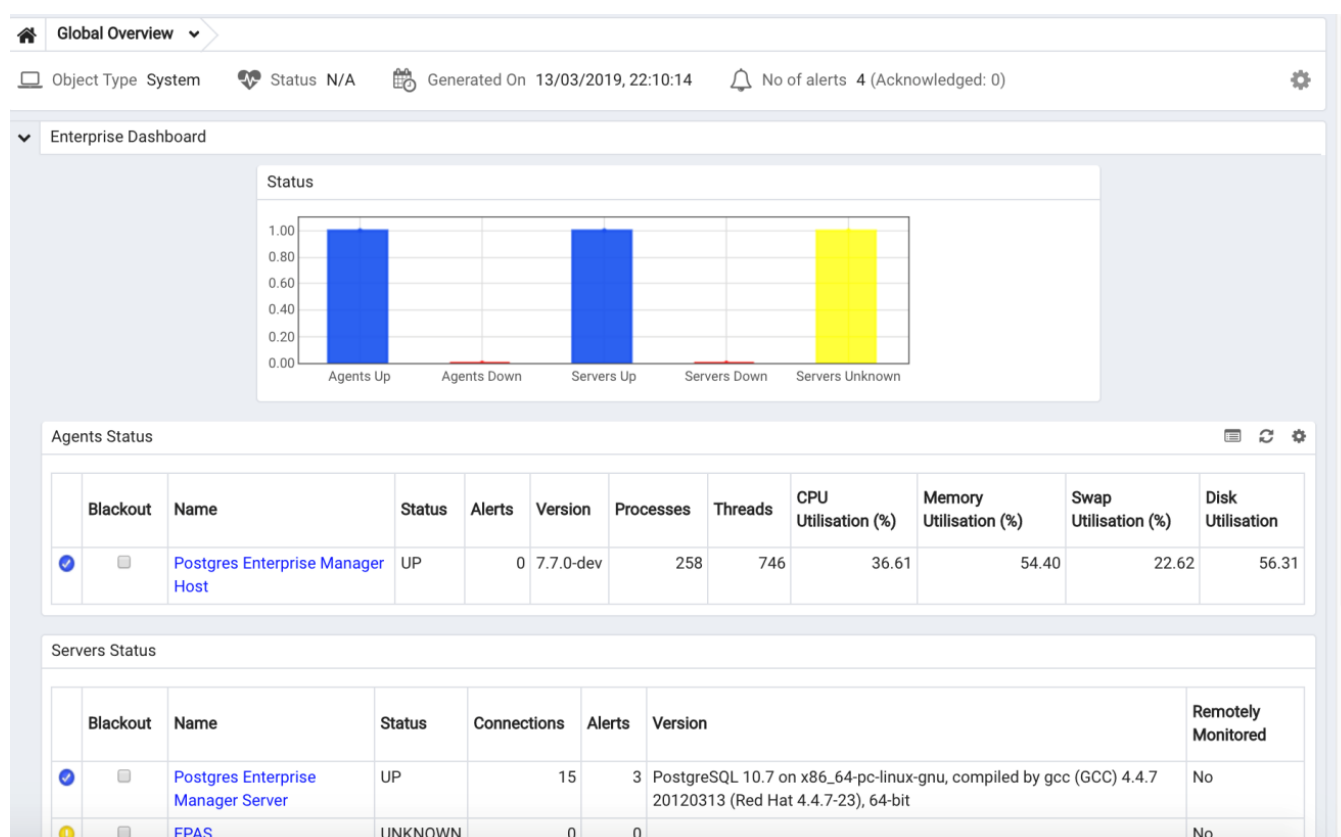 Global Overview
Object Type System Status N/A Generated On 13/03/2019, 22:10:14 No of alerts 4 (Acknowledged: 0)
Enterprise Dashboard
Status
1.00
0.80
0.60
0.40
0.20
0.00
Agents Up Agents Down Servers Up Servers Down Servers Unknown
Agents Status
Blackout Name Status Alerts Version Processes Threads CPU Utilisation (%) Memory Utilisation (%) Swap Utilisation (%) Disk Utilisation
Postgres Enterprise Manager UP 0 7.7.0-dev 258 746 36.61 54.40 22.62 56.31
Host
Servers Status
Blackout Name Status Connections Alerts Version Remotely Monitored
Postgres Enterprise UP 15 3 PostgreSQL 10.7 on x86_64-pc-linux-gnu, compiled by gcc (GCC) 4.4.7 No
Manager Server 20120313 (Red Hat 4.4.7-23), 64-bit
EPAS UNKNOWN 0 0 No